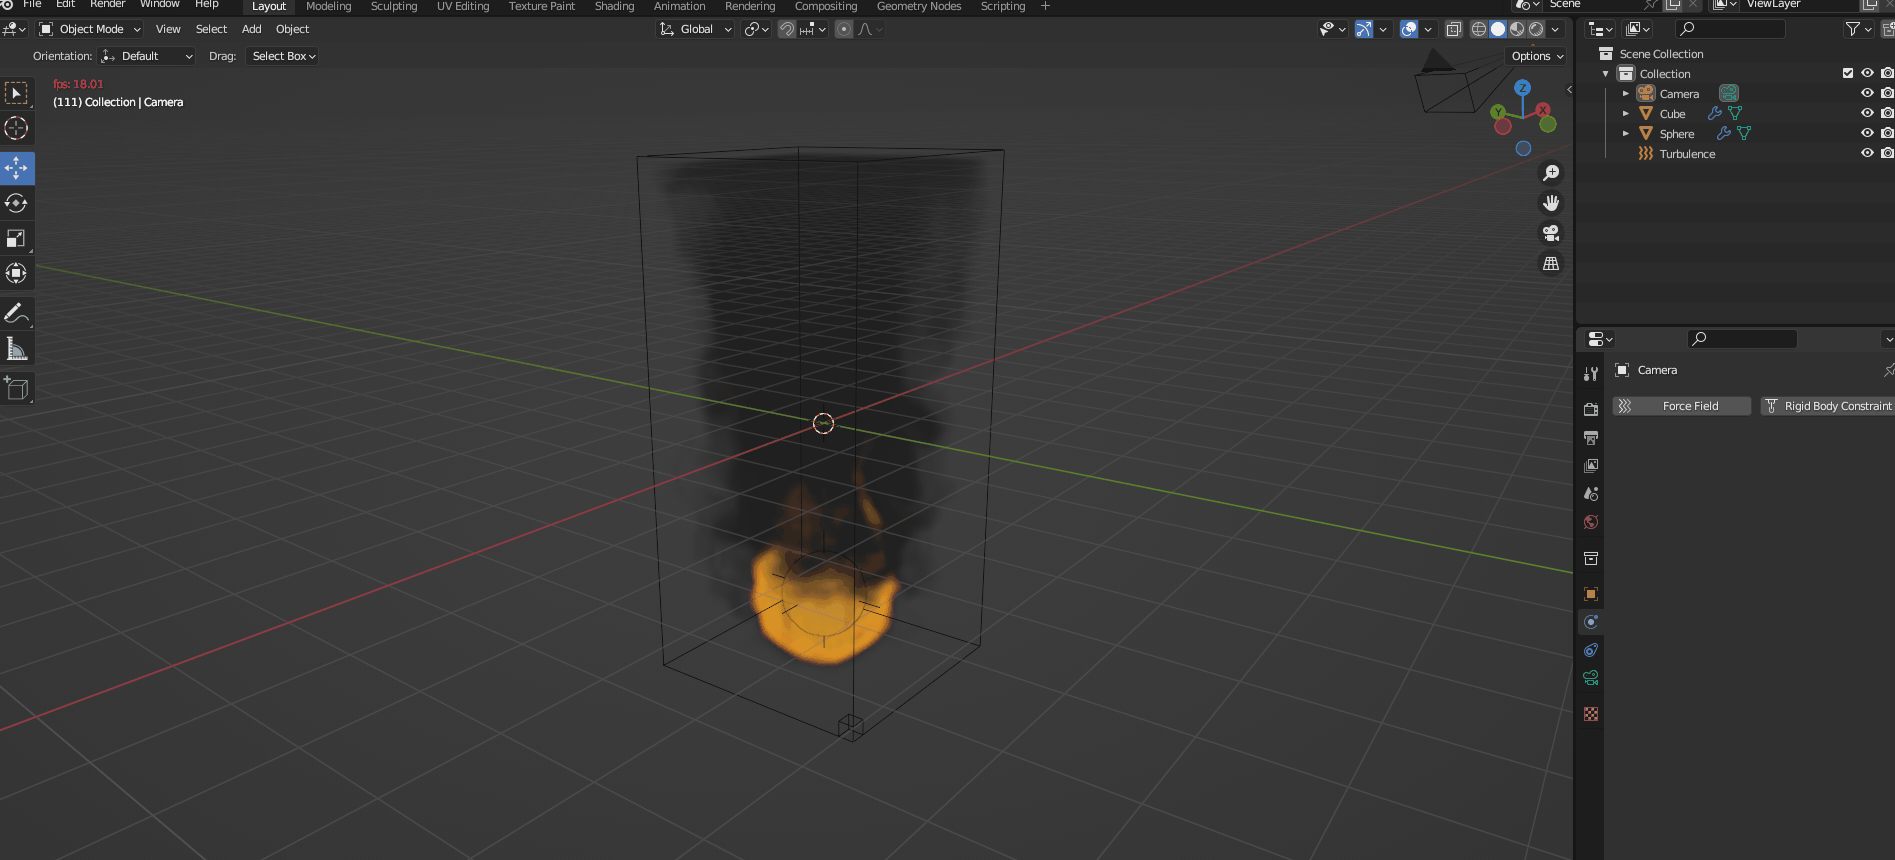 File Edit Render Window Help Layout Modeling Sculpting UV Editing Texture Paint Shading Animation Rendering Compositing Geometry Nodes Scripting + Scene ViewLayer
Object Mode View Select Add Object Global
Orientation: Default Drag: Select Box Options
fps: 18.01
(111) Collection | Camera
Z
Y
X
Scene Collection
Collection
Camera
Cube
Sphere
Turbulence
Camera
Force Field Rigid Body Constraint